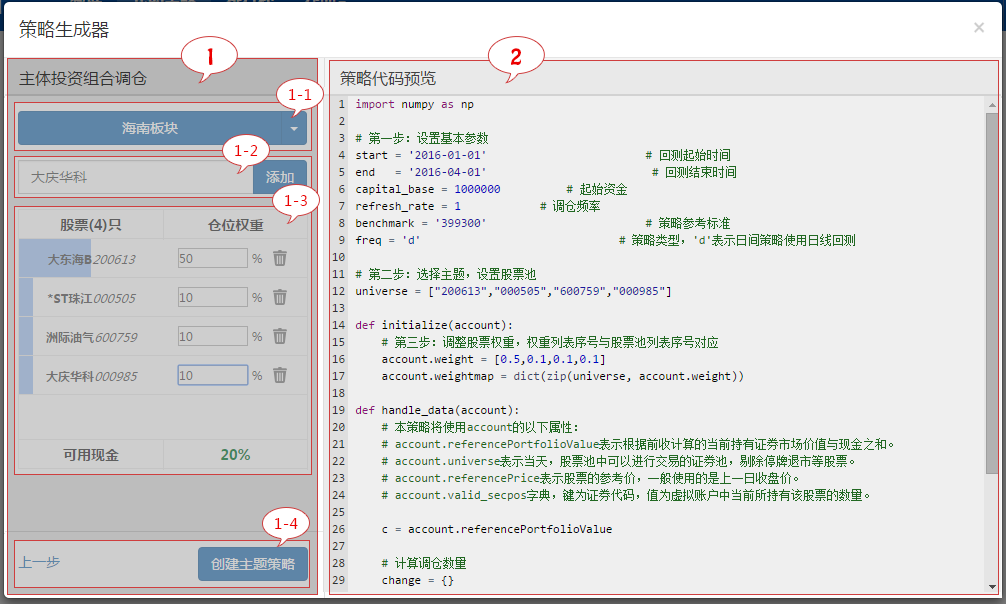 策略生成器
×
1
主体投资组合调仓
1-1
海南板块
1-2
大庆华科 添加
1-3
股票(4)只 仓位权重
大东海B200613 50 %
*ST珠江000505 10 %
洲际油气600759 10 %
大庆华科000985 10 %
可用现金 20%
1-4
上一步 创建主题策略
2
策略代码预览
1 import numpy as np
2
3 # 第一步：设置基本参数
4 start = '2016-01-01' # 回测起始时间
5 end = '2016-04-01' # 回测结束时间
6 capital_base = 1000000 # 起始资金
7 refresh_rate = 1 # 调仓频率
8 benchmark = '399300' # 策略参考标准
9 freq = 'd' # 策略类型，'d'表示日间策略使用日线回测
10
11 # 第二步：选择主题，设置股票池
12 universe = ["200613","000505","600759","000985"]
13
14 def initialize(account):
15 # 第三步：调整股票权重，权重列表序号与股票池列表序号对应
16 account.weight = [0.5,0.1,0.1,0.1]
17 account.weightmap = dict(zip(universe, account.weight))
18
19 def handle_data(account):
20 # 本策略将使用account的以下属性：
21 # account.referencePortfolioValue表示根据前收计算的当前持有证券市场价值与现金之和。
22 # account.universe表示当天，股票池中可以进行交易的证券池，剔除停牌退市等股票。
23 # account.referencePrice表示股票的参考价，一般使用的是上一日收盘价。
24 # account.valid_secpos字典，键为证券代码，值为虚拟账户中当前所持有该股票的数量。
25
26 c = account.referencePortfolioValue
27
28 # 计算调仓数量
29 change = {}